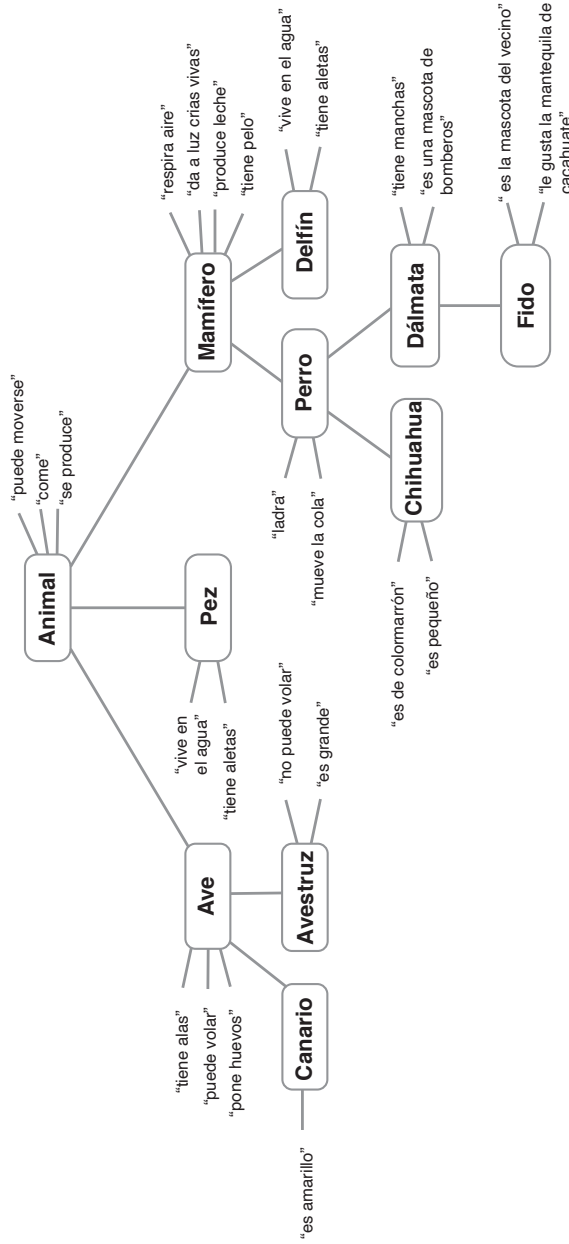 Animal
“puede moverse”
“come”
“se produce”
Ave
“tiene alas”
“puede volar”
“pone huevos”
Pez
“vive en
el agua”
“tiene aletas”
Mamífero
“respira aire”
“da a luz crias vivas”
“produce leche”
“tiene pelo”
Canario
“es amarillo”
Avestruz
“no puede volar”
“es grande”
Perro
“ladra”
“mueve la cola”
Delfín
“vive en el agua”
“tiene aletas”
Chihuahua
“es de colormarrón”
“es pequeño”
Dálmata
“tiene manchas”
“es una mascota de
bomberos”
Fido
“ es la mascota del vecino”
“le gusta la mantequila de
cacahuate”